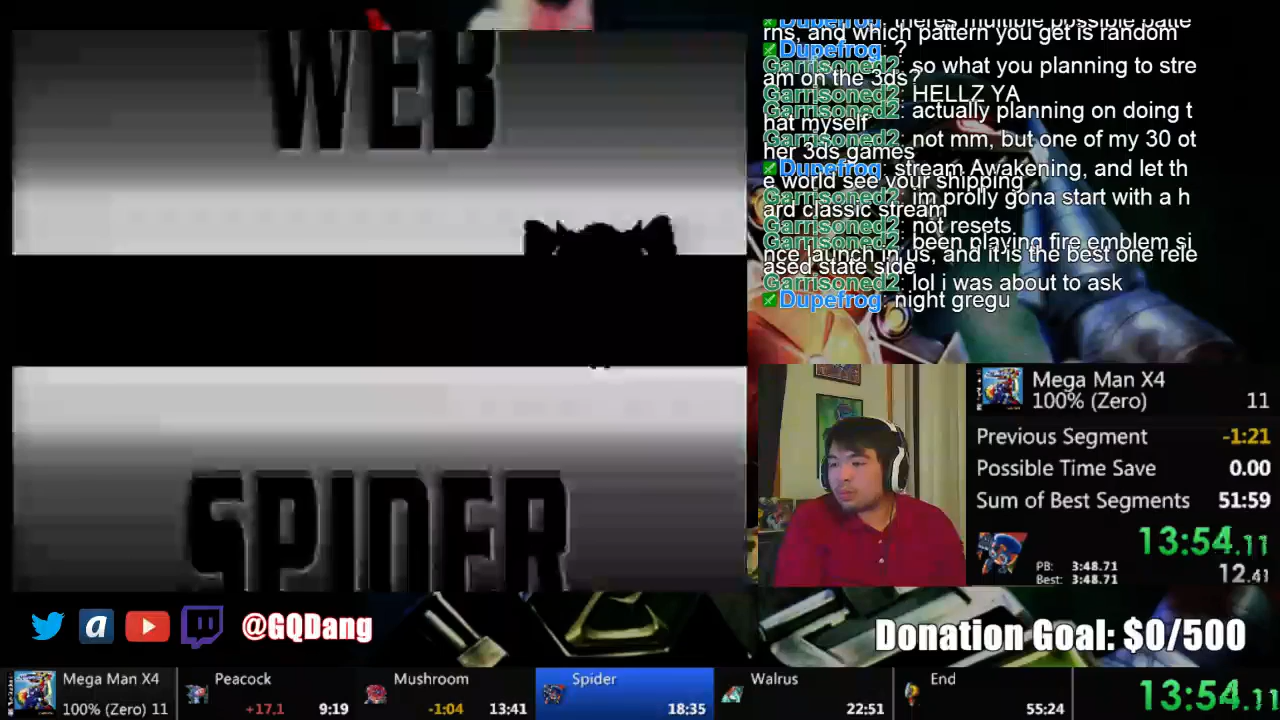 WEB
SPIDER
Dupefrog: theres multiple possible patte
rns, and which pattern you get is random
Dupefrog: ?
Garrisoned2: so what you planning to stre
am on the 3ds?
Garrisoned2: HELLZ YA
Garrisoned2: actually planning on doing t
hat myself
Garrisoned2: not mm, but one of my 30 ot
her 3ds games
Dupefrog: stream Awakening, and let th
e world see your shipping
Garrisoned2: im prolly gona start with a h
ard classic stream
Garrisoned2: not resets.
Garrisoned2: been playing fire emblem si
nce launch in us, and it is the best one rele
ased state side
Garrisoned2: lol i was about to ask
Dupefrog: night gregu
Mega Man X4
100% (Zero) 11
Previous Segment -1:21
Possible Time Save 0.00
Sum of Best Segments 51:59
13:54.11
PB: 3:48.71
Best: 3:48.71
12.41
@GQDang
Donation Goal: $0/500
Mega Man X4
100% (Zero) 11
Peacock
+17.1 9:19
Mushroom
-1:04 13:41
Spider
18:35
Walrus
22:51
End
55:24
13:54.11